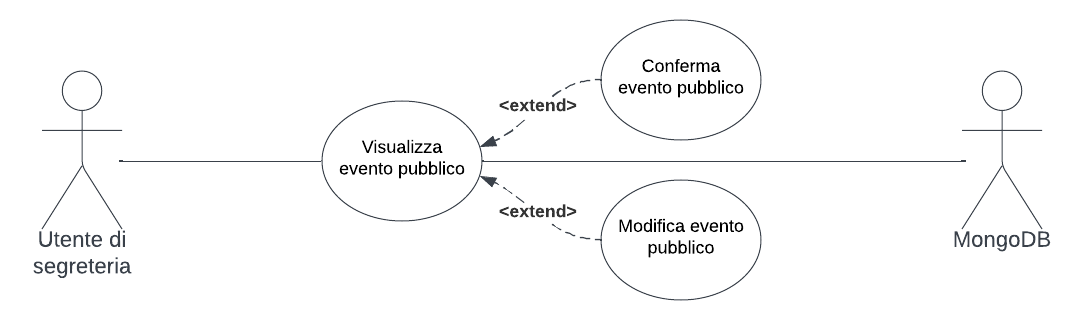 Conferma
evento pubblico
<extend>
Visualizza
evento pubblico
<extend>
Modifica evento
pubblico
Utente di
segreteria
MongoDB